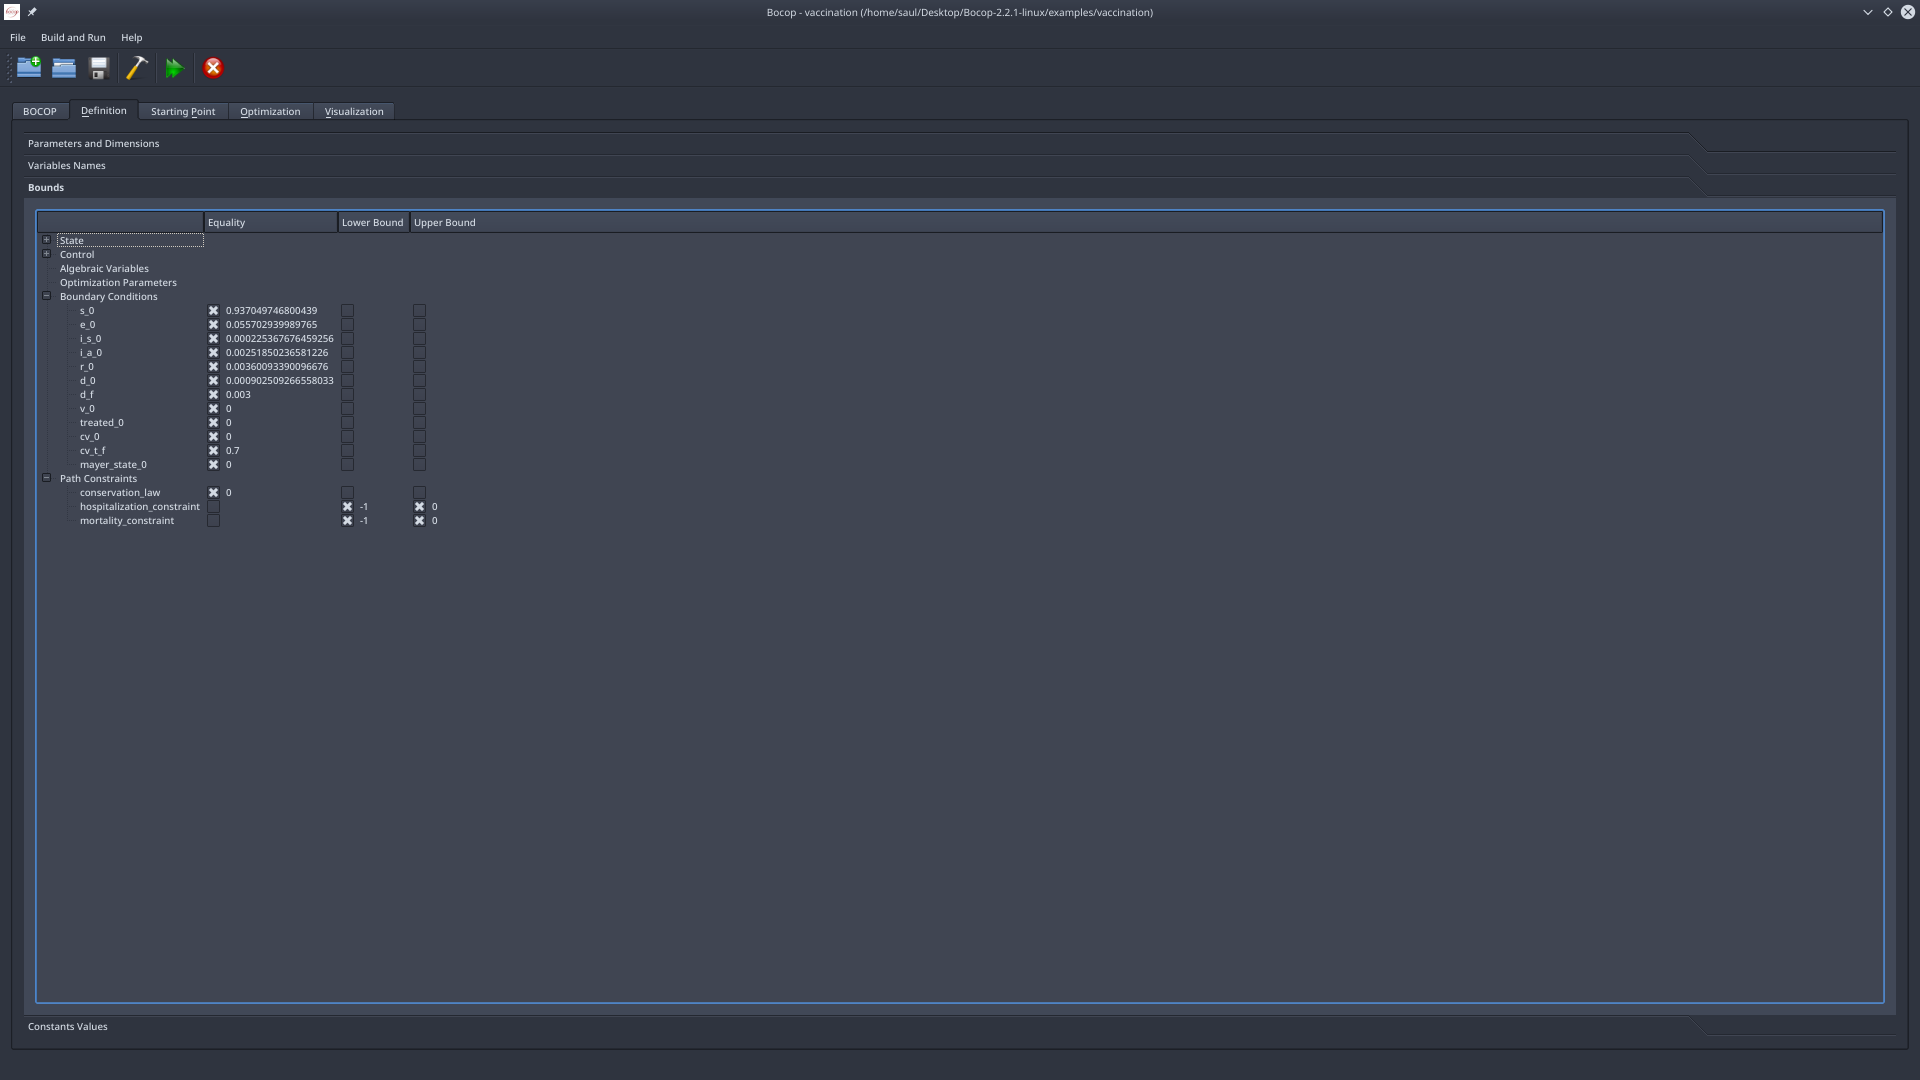 Bocop - vaccination (/home/saul/Desktop/Bocop-2.2.1-linux/examples/vaccination)
File Build and Run Help
BOCOP Definition Starting Point Optimization Visualization
Parameters and Dimensions
Variables Names
Bounds
Equality Lower Bound Upper Bound
State
Control
Algebraic Variables
Optimization Parameters
Boundary Conditions
s_0 0.937049746800439
e_0 0.055702939989765
i_s_0 0.000225367676459256
i_a_0 0.00251850236581226
r_0 0.00360093390096676
d_0 0.000902509266558033
d_f 0.003
v_0 0
treated_0 0
cv_0 0
cv_t_f 0.7
mayer_state_0 0
Path Constraints
conservation_law 0
hospitalization_constraint -1 0
mortality_constraint -1 0
Constants Values